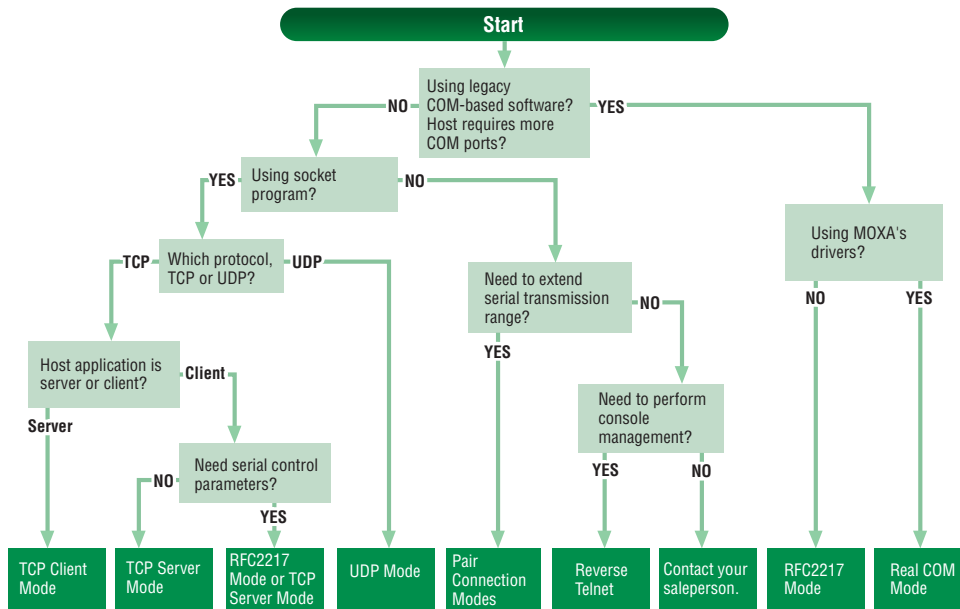 Start
Using legacy
COM-based software?
Host requires more
COM ports?
NO
YES
Using socket
program?
YES
NO
Using MOXA's
drivers?
Which protocol,
TCP or UDP?
TCP
UDP
Need to extend
serial transmission
range?
NO
YES
NO
YES
Host application is
server or client?
Client
Server
Need to perform
console
management?
YES
NO
Need serial control
parameters?
NO
YES
TCP Client
Mode
TCP Server
Mode
RFC2217
Mode or TCP
Server Mode
UDP Mode
Pair
Connection
Modes
Reverse
Telnet
Contact your
saleperson.
RFC2217
Mode
Real COM
Mode